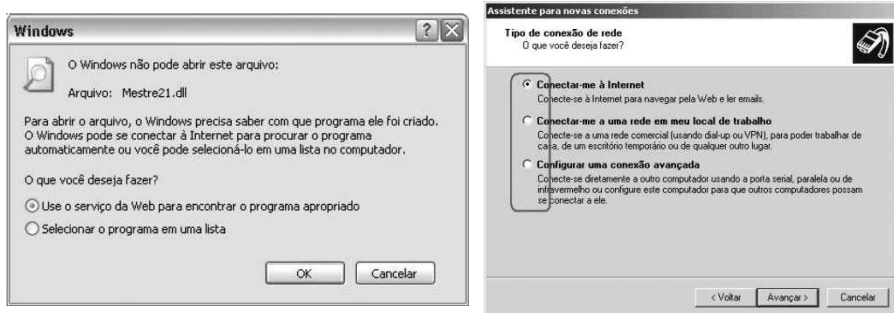 Windows
O Windows não pode abrir este arquivo:
Arquivo: Mestre21.dll
Para abrir o arquivo, o Windows precisa saber com que programa ele foi criado.
O Windows pode se conectar à Internet para procurar o programa
automaticamente ou você pode selecioná-lo em uma lista no computador.
O que você deseja fazer?
Use o serviço da Web para encontrar o programa apropriado
Selecionar o programa em uma lista
OK
Cancelar
Assistente para novas conexões
Tipo de conexão de rede
O que você deseja fazer?
Conectar-me à Internet
Conecte-se à Internet para navegar pela Web e ler emails.
Conectar-me a uma rede em meu local de trabalho
Conecte-se a uma rede comercial (usando dial-up ou VPN), para poder trabalhar de
casa, de um escritório temporário ou de qualquer outro lugar.
Configurar uma conexão avançada
Conecte-se diretamente a outro computador usando a porta serial, paralela ou de
infravermelho ou configure este computador para que outros computadores possam
se conectar a ele.
< Voltar
Avançar >
Cancelar